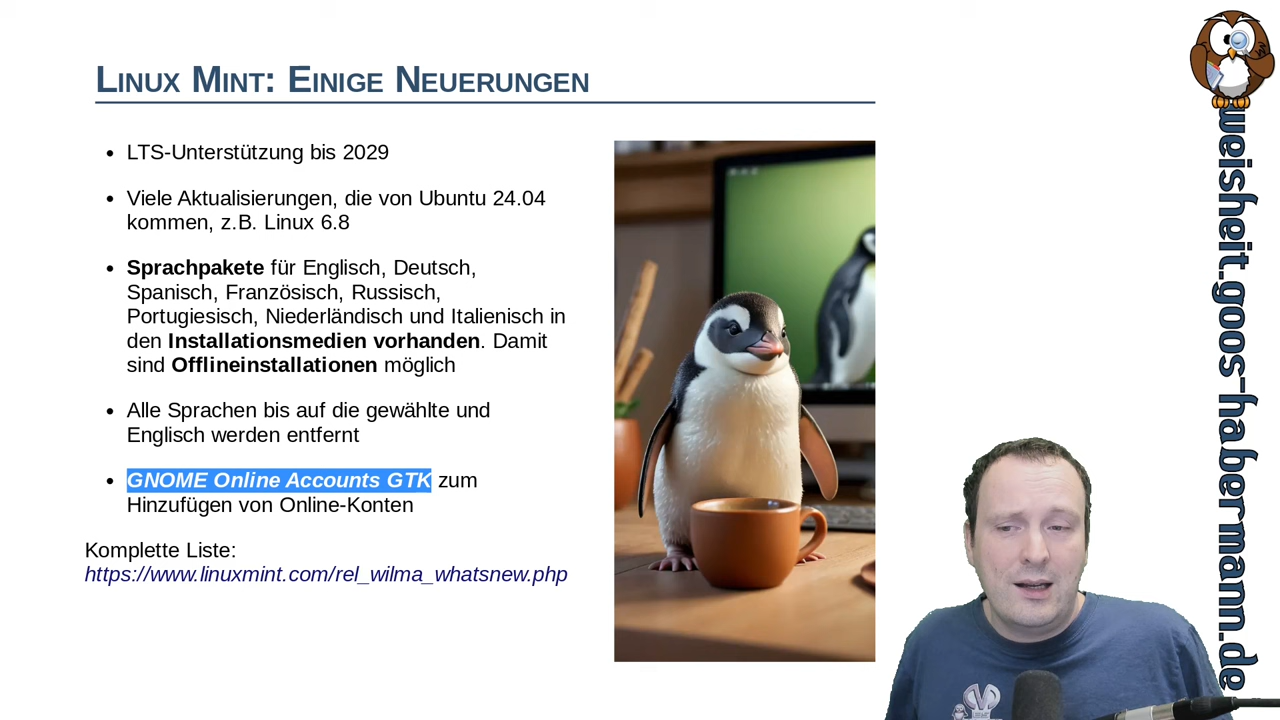 Linux Mint: Einige Neuerungen
• LTS-Unterstützung bis 2029
• Viele Aktualisierungen, die von Ubuntu 24.04
kommen, z.B. Linux 6.8
• Sprachpakete für Englisch, Deutsch,
Spanisch, Französisch, Russisch,
Portugiesisch, Niederländisch und Italienisch in
den Installationsmedien vorhanden. Damit
sind Offlineinstallationen möglich
• Alle Sprachen bis auf die gewählte und
Englisch werden entfernt
• GNOME Online Accounts GTK zum
Hinzufügen von Online-Konten
Komplette Liste:
https://www.linuxmint.com/rel_wilma_whatsnew.php
weisheit.goos-habermann.de